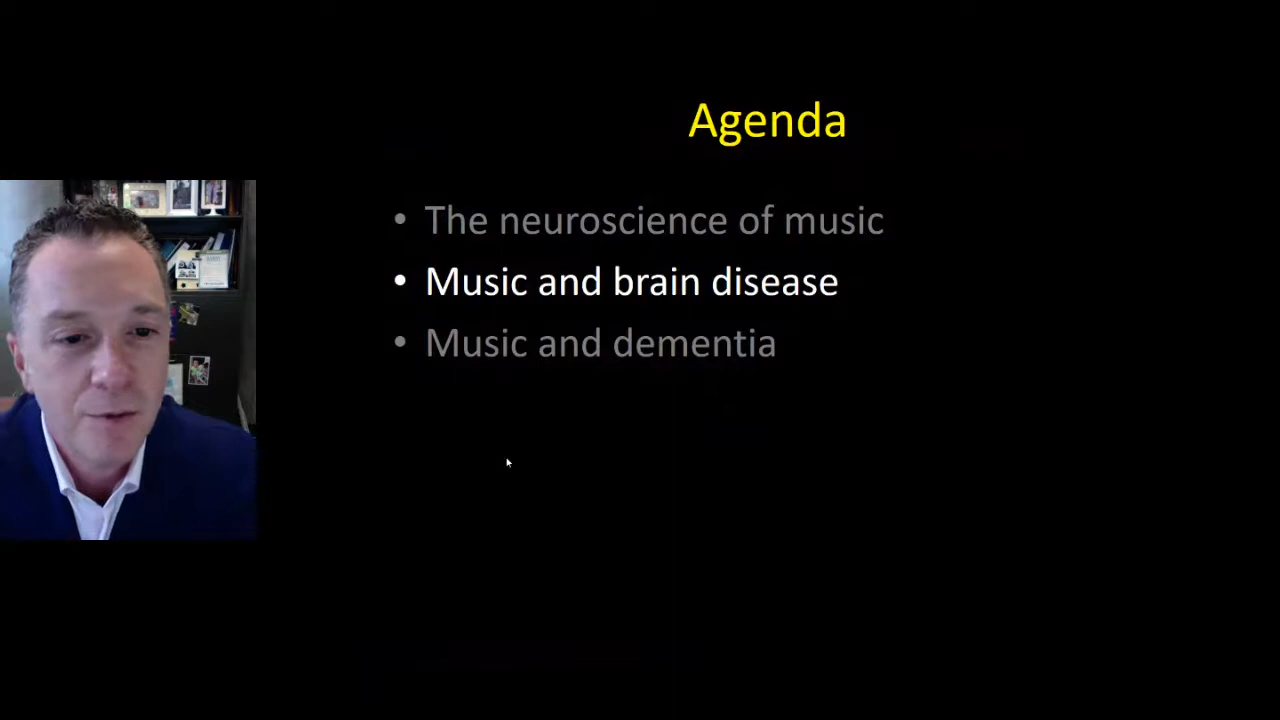 Agenda
• The neuroscience of music
• Music and brain disease
• Music and dementia